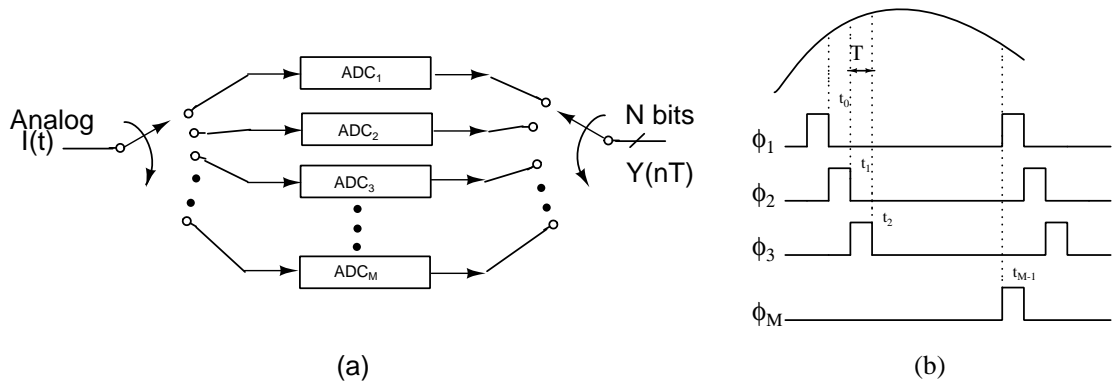 Analog
I(t)
ADC1
ADC2
ADC3
ADCM
N bits
Y(nT)
(a)
T
t0
ϕ1
t1
ϕ2
t2
ϕ3
tM-1
ϕM
(b)